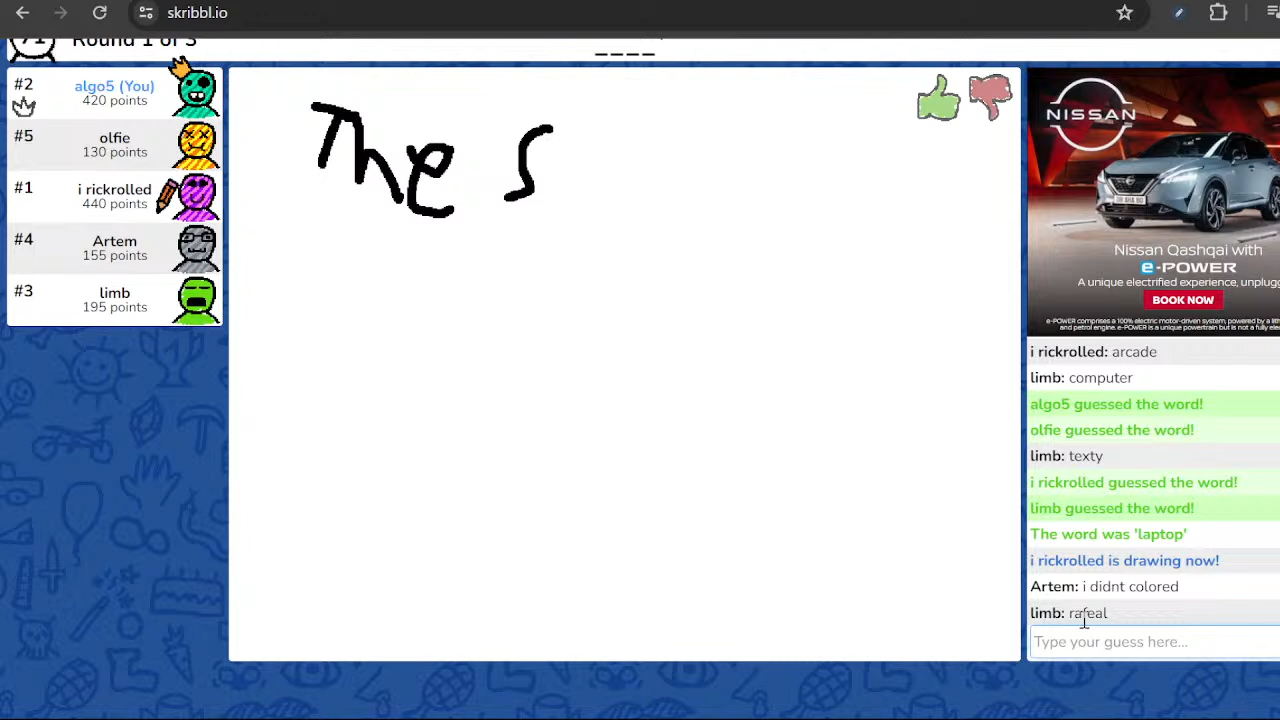 skribbl.io
71 Round 1 of 3
____
#2 algo5 (You)
420 points
#5 olfie
130 points
#1 i rickrolled
440 points
#4 Artem
155 points
#3 limb
195 points
The S
NISSAN
Nissan Qashqai with
e-POWER
A unique electrified experience, unplugg
BOOK NOW
i rickrolled: arcade
limb: computer
algo5 guessed the word!
olfie guessed the word!
limb: texty
i rickrolled guessed the word!
limb guessed the word!
The word was 'laptop'
i rickrolled is drawing now!
Artem: i didnt colored
limb: rafeal
Type your guess here...